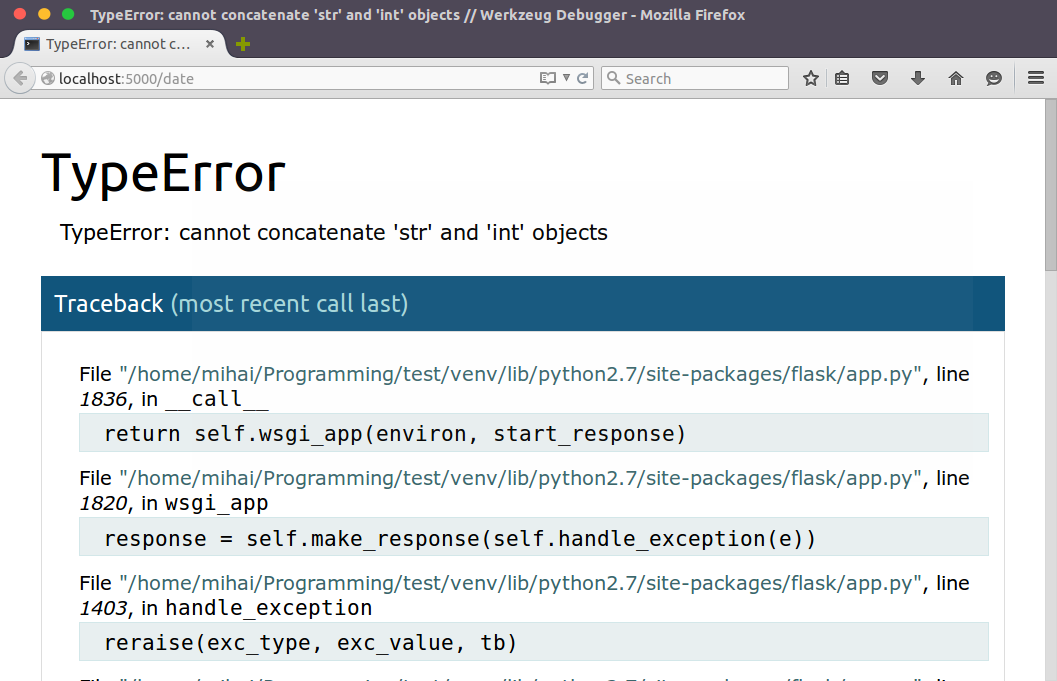 TypeError: cannot concatenate 'str' and 'int' objects // Werkzeug Debugger - Mozilla Firefox
TypeError: cannot c...
localhost:5000/date
Search
TypeError
TypeError: cannot concatenate 'str' and 'int' objects
Traceback (most recent call last)
File "/home/mihai/Programming/test/venv/lib/python2.7/site-packages/flask/app.py", line
1836, in __call__
return self.wsgi_app(environ, start_response)
File "/home/mihai/Programming/test/venv/lib/python2.7/site-packages/flask/app.py", line
1820, in wsgi_app
response = self.make_response(self.handle_exception(e))
File "/home/mihai/Programming/test/venv/lib/python2.7/site-packages/flask/app.py", line
1403, in handle_exception
reraise(exc_type, exc_value, tb)